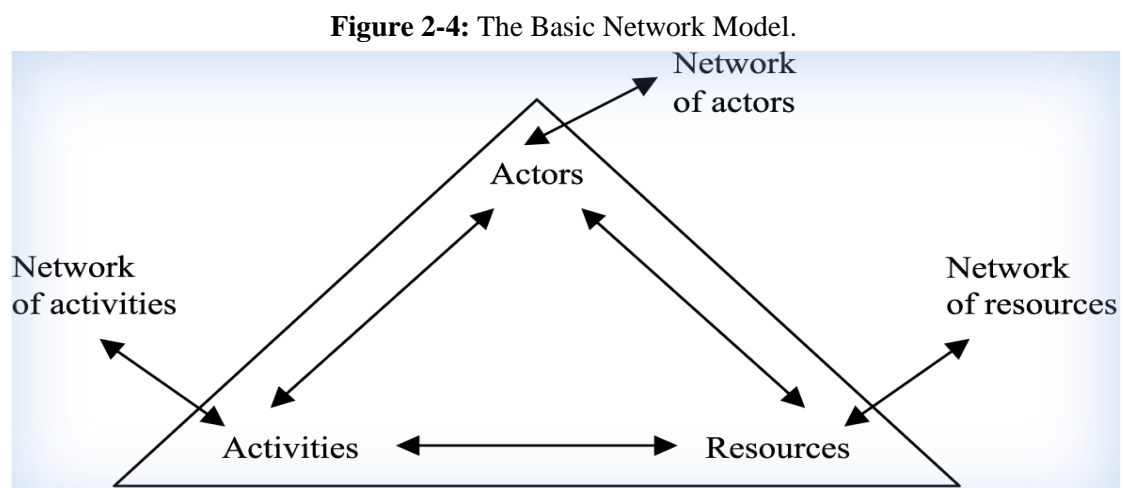 Figure 2-4: The Basic Network Model.
Network
of actors
Actors
Network
of activities
Network
of resources
Activities
Resources